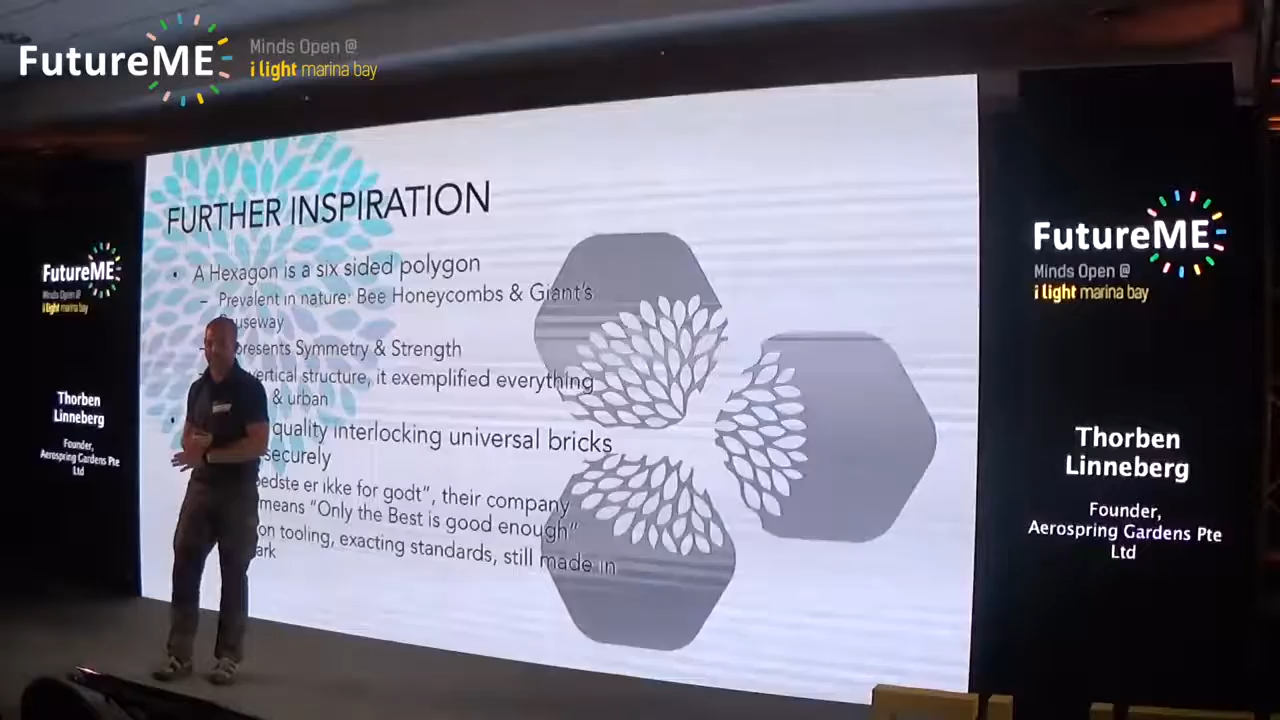 FutureME
Minds Open @
i light marina bay
FURTHER INSPIRATION
• A Hexagon is a six sided polygon
– Prevalent in nature: Bee Honeycombs & Giant's
Symmetry & Strength
vertical structure, it exemplified everything
& urban
quality interlocking universal bricks
securely
er ikke for godt”, their company
means “Only the Best is good enough”
on tooling, exacting standards, still made in
FutureME
Minds Open @
i light marina bay
Thorben
Linneberg
Founder,
Aerospring Gardens Pte
Ltd
FutureME
Minds Open @
i light marina bay
Thorben
Linneberg
Founder,
Aerospring Gardens Pte
Ltd